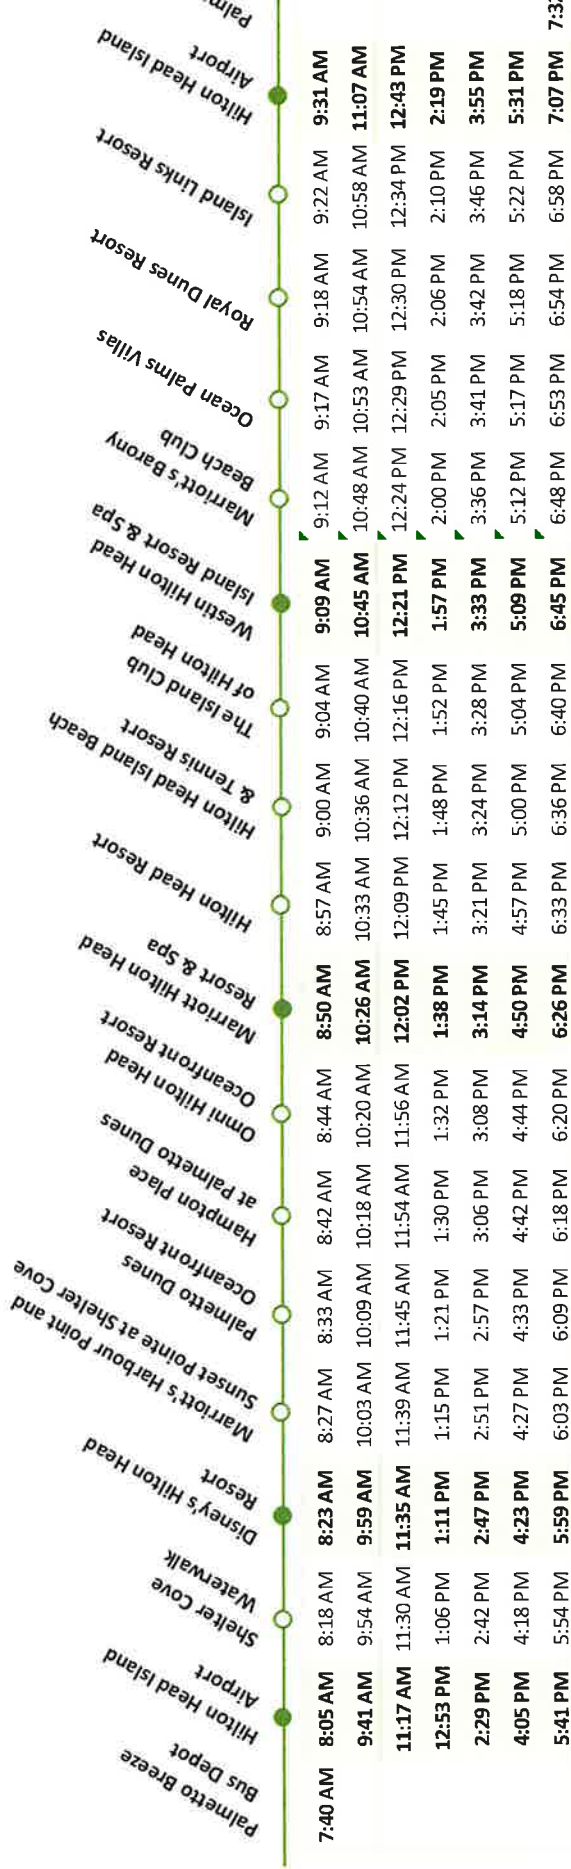 Palmetto Breeze
Bus Depot
Hilton Head Island
Airport
Shelter Cove
Waterwalk
Disney's Hilton Head
Resort
Marriott's Harbour Point and
Sunset Pointe at Shelter Cove
Palmetto Dunes
Oceanfront Resort
Hampton Place
at Palmetto Dunes
Omni Hilton Head
Oceanfront Resort
Marriott Hilton Head
Resort & Spa
Hilton Head Resort
Hilton Head Island Beach
& Tennis Resort
The Island Club
of Hilton Head
Westin Hilton Head
Island Resort & Spa
Marriott's Barony
Beach Club
Ocean Palms Villas
Royal Dunes Resort
Island Links Resort
Hilton Head Island
Airport
7:40 AM 8:05 AM 8:18 AM 8:23 AM 8:27 AM 8:33 AM 8:42 AM 8:44 AM 8:50 AM 8:57 AM 9:00 AM 9:04 AM 9:09 AM 9:12 AM 9:17 AM 9:18 AM 9:22 AM 9:31 AM
9:41 AM 9:54 AM 9:59 AM 10:03 AM 10:09 AM 10:18 AM 10:20 AM 10:26 AM 10:33 AM 10:36 AM 10:40 AM 10:45 AM 10:48 AM 10:53 AM 10:54 AM 10:58 AM 11:07 AM
11:17 AM 11:30 AM 11:35 AM 11:39 AM 11:45 AM 11:54 AM 11:56 AM 12:02 PM 12:09 PM 12:12 PM 12:16 PM 12:21 PM 12:24 PM 12:29 PM 12:30 PM 12:34 PM 12:43 PM
12:53 PM 1:06 PM 1:11 PM 1:15 PM 1:21 PM 1:30 PM 1:32 PM 1:38 PM 1:45 PM 1:48 PM 1:52 PM 1:57 PM 2:00 PM 2:05 PM 2:06 PM 2:10 PM 2:19 PM
2:29 PM 2:42 PM 2:47 PM 2:51 PM 2:57 PM 3:06 PM 3:08 PM 3:14 PM 3:21 PM 3:24 PM 3:28 PM 3:33 PM 3:36 PM 3:41 PM 3:42 PM 3:46 PM 3:55 PM
4:05 PM 4:18 PM 4:23 PM 4:27 PM 4:33 PM 4:42 PM 4:44 PM 4:50 PM 4:57 PM 5:00 PM 5:04 PM 5:09 PM 5:12 PM 5:17 PM 5:18 PM 5:22 PM 5:31 PM
5:41 PM 5:54 PM 5:59 PM 6:03 PM 6:09 PM 6:18 PM 6:20 PM 6:26 PM 6:33 PM 6:36 PM 6:40 PM 6:45 PM 6:48 PM 6:53 PM 6:54 PM 6:58 PM 7:07 PM